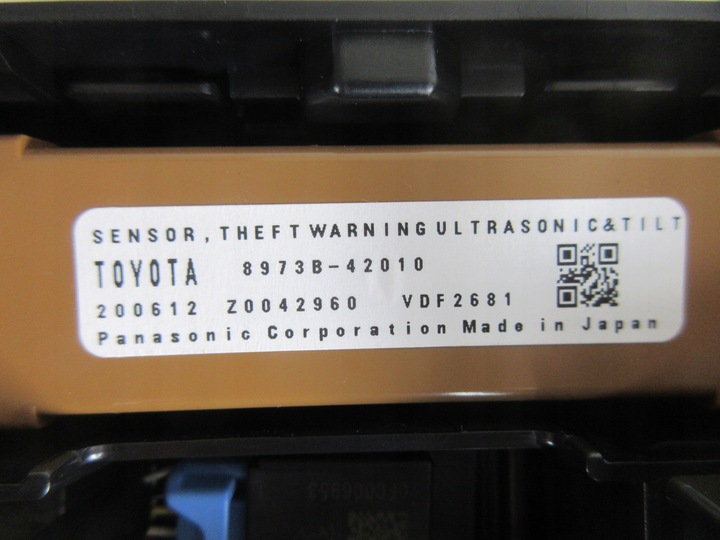 SENSOR, THEFT WARNING ULTRASONIC&TILT
TOYOTA 8973B-42010
200612 Z0042960 VDF2681
Panasonic Corporation Made in Japan